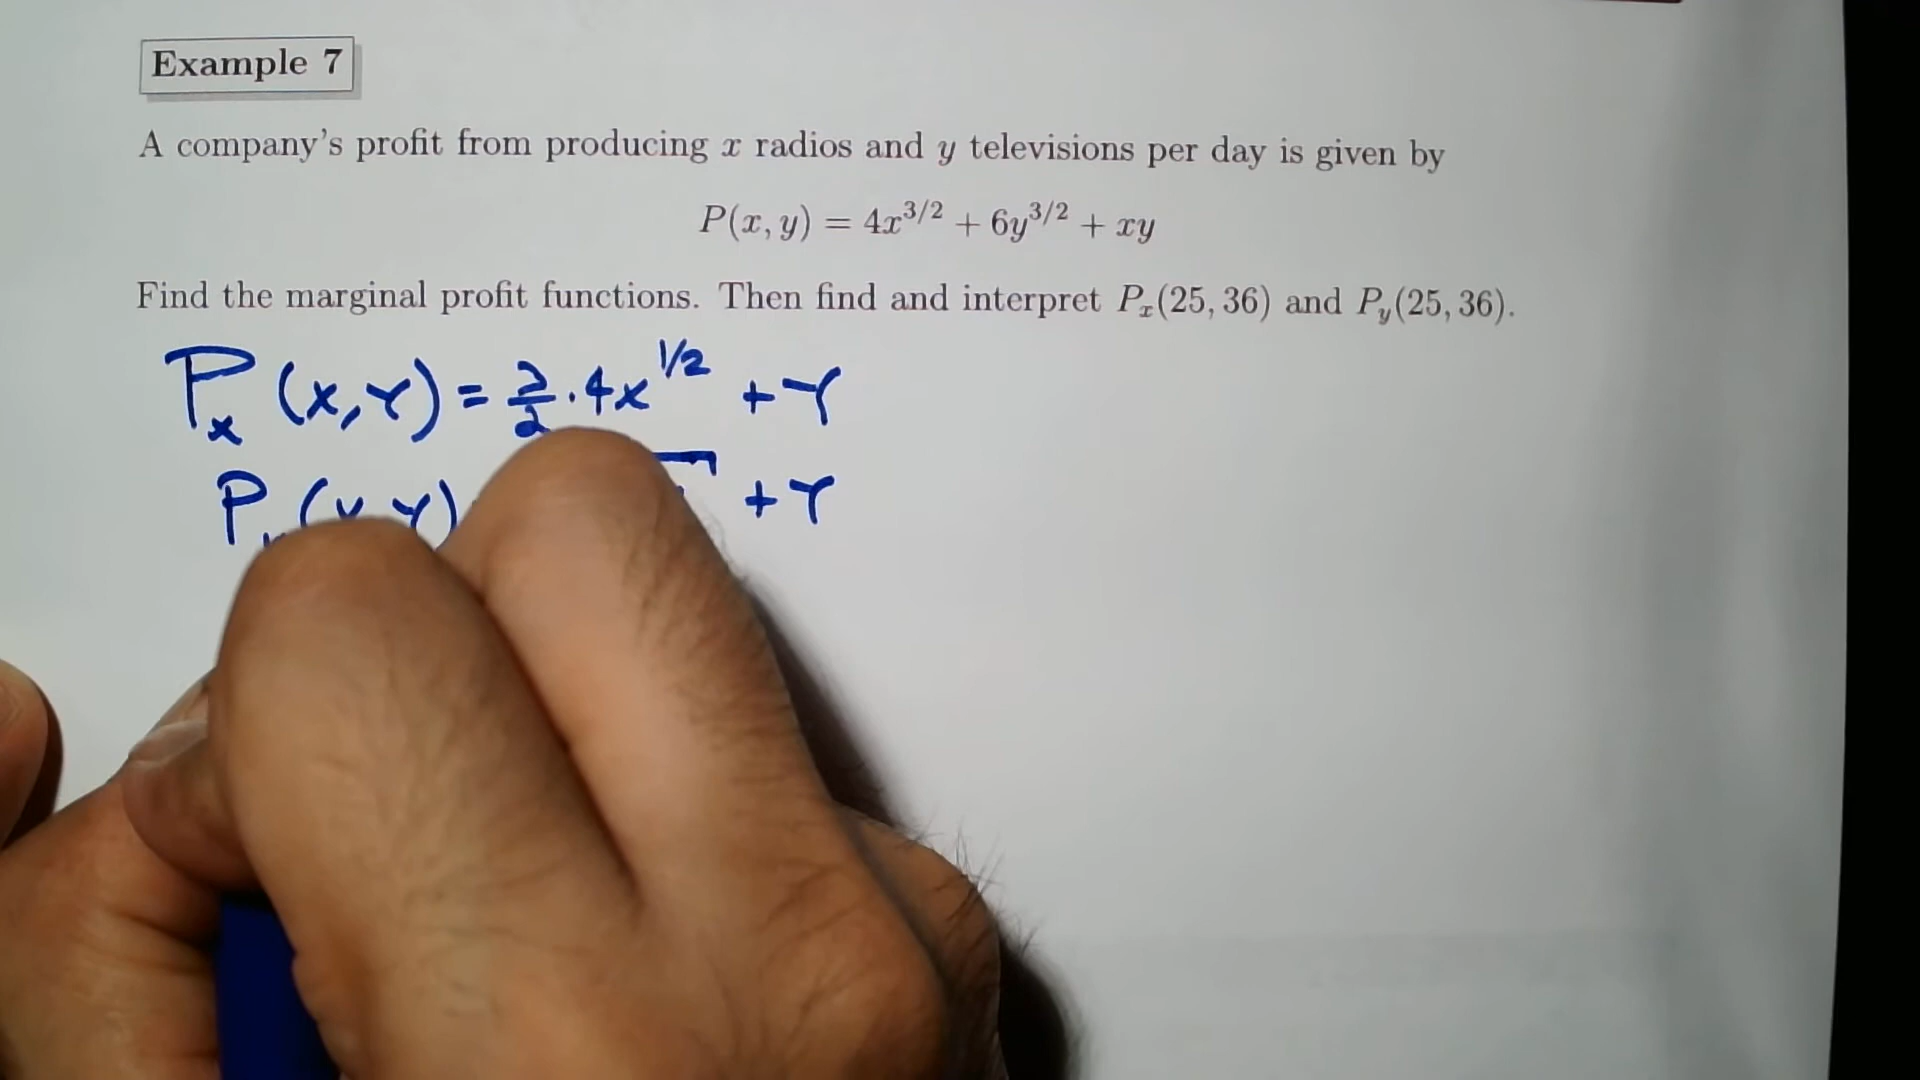 Example 7
A company's profit from producing x radios and y televisions per day is given by
P(x, y) = 4x^{3/2} + 6y^{3/2} + xy
Find the marginal profit functions. Then find and interpret P_x(25, 36) and P_y(25, 36).
P_x (x, Y) = 3/2 · 4x^{1/2} + Y
P (x, Y) + Y